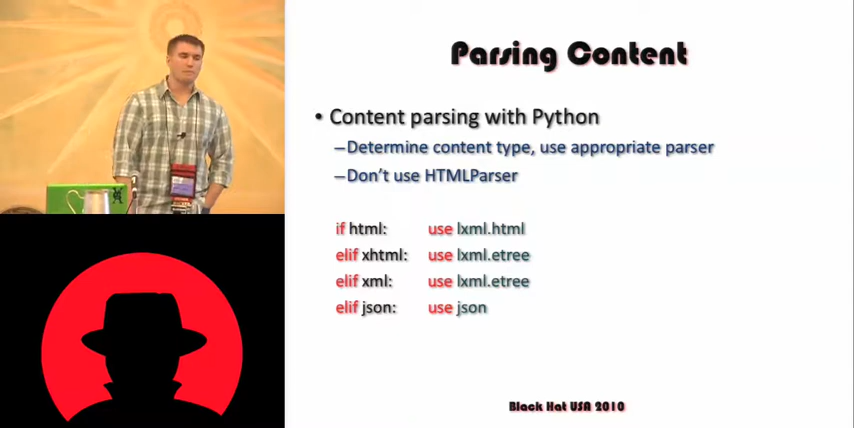 Parsing Content
• Content parsing with Python
–Determine content type, use appropriate parser
–Don't use HTMLParser
if html: use lxml.html
elif xhtml: use lxml.etree
elif xml: use lxml.etree
elif json: use json
Black Hat USA 2010